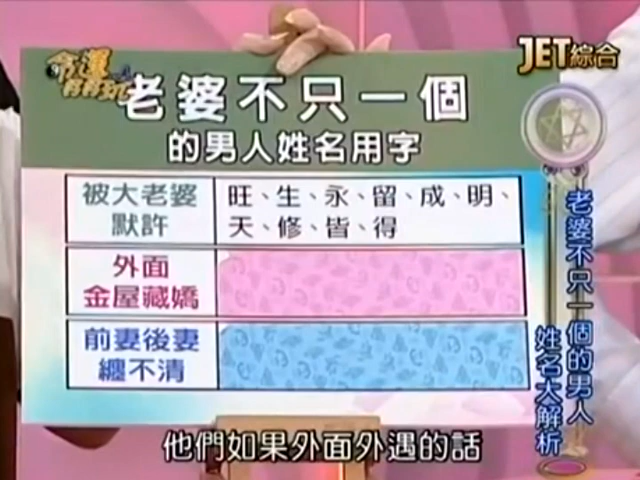 命運好好玩
JET綜合
老婆不只一個
的男人姓名用字
被大老婆
默許
旺、生、永、留、成、明、
天、修、皆、得
外面
金屋藏嬌
前妻後妻
纏不清
老婆不只一個的男人
姓名大解析
他們如果外面外遇的話